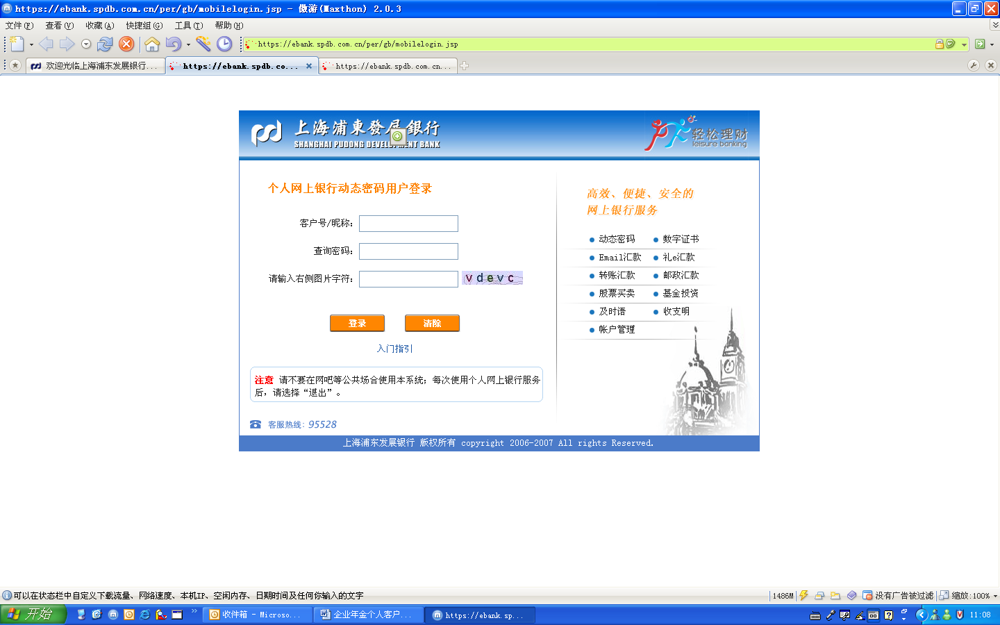 https://ebank.spdb.com.cn/per/gb/mobilelogin.jsp - 傲游(Maxthon) 2.0.3
文件(F) 查看(V) 收藏(A) 快捷组(G) 工具(T) 帮助(H)
https://ebank.spdb.com.cn/per/gb/mobilelogin.jsp
欢迎光临上海浦东发展银行... https://ebank.spdb.co... https://ebank.spdb.com.cn...
上海浦東發展銀行
SHANGHAI PUDONG DEVELOPMENT BANK
轻松理财
leisure banking
个人网上银行动态密码用户登录
客户号/昵称:
查询密码:
请输入右侧图片字符:
vdevc
登录 清除
入门指引
注意 请不要在网吧等公共场合使用本系统；每次使用个人网上银行服务
后，请选择“退出”。
客服热线：95528
高效、便捷、安全的
网上银行服务
动态密码 数字证书
Email汇款 礼e汇款
转账汇款 邮政汇款
股票买卖 基金投资
及时语 收支明
帐户管理
上海浦东发展银行 版权所有 copyright 2006-2007 All rights Reserved.
可以在状态栏中自定义下载流量、网络速度、本机IP、空闲内存、日期时间及任何你输入的文字
1486M 没有广告被过滤 缩放:100%
开始 收件箱 - Microso... 企业年金个人客户... https://ebank.sp... 11:08